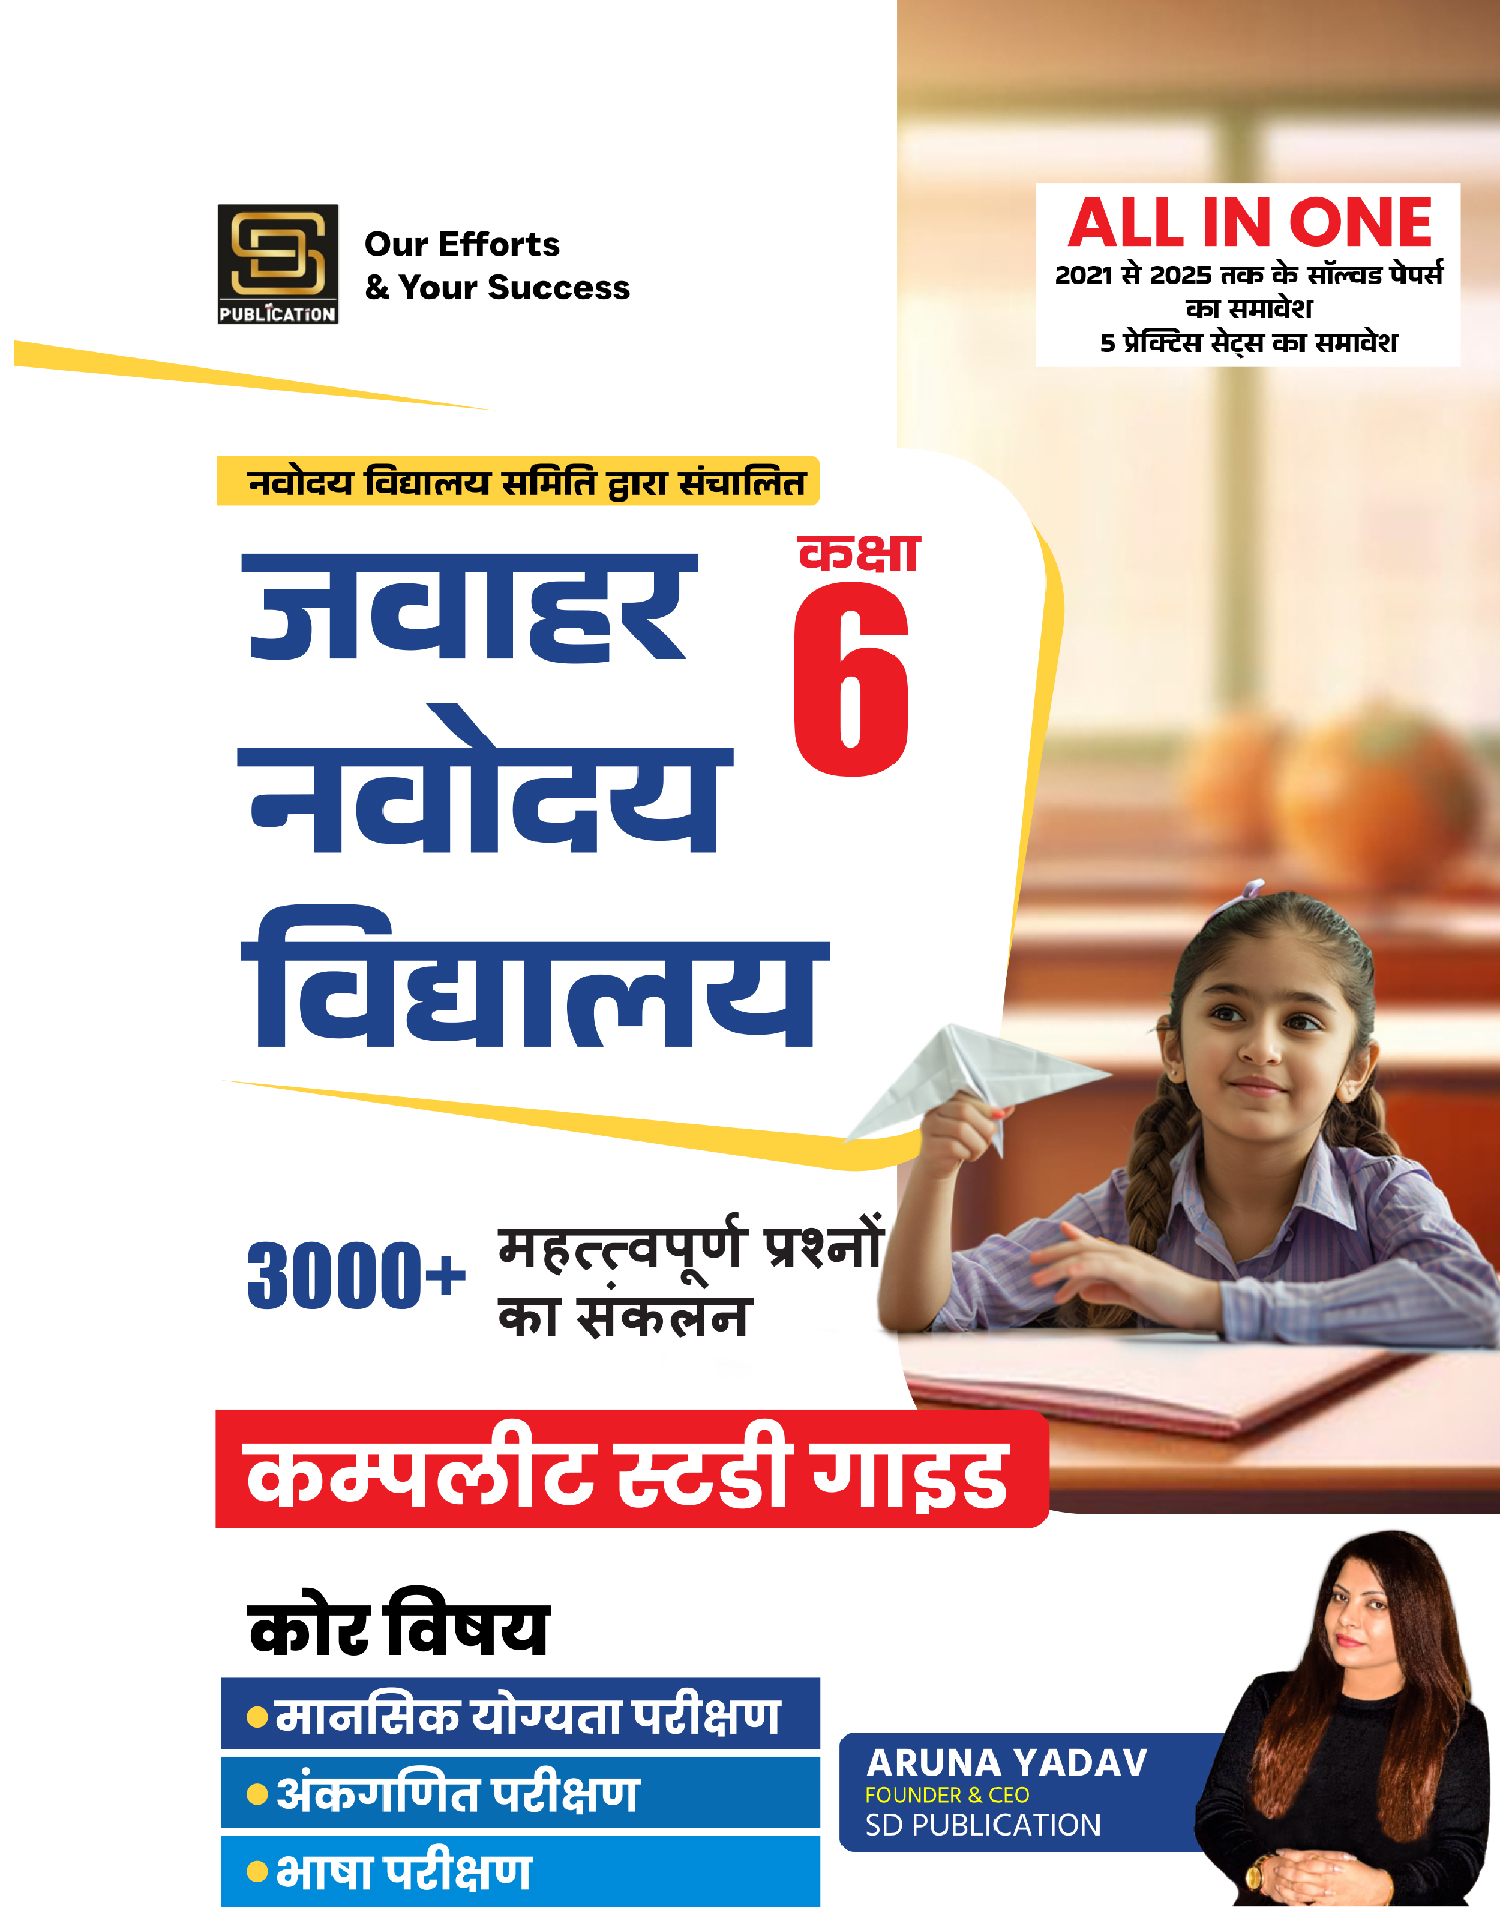 PUBLICATION
Our Efforts
& Your Success
ALL IN ONE
2021 से 2025 तक के सॉल्वड पेपर्स
का समावेश
5 प्रेक्टिस सेट्स का समावेश
नवोदय विद्यालय समिति द्वारा संचालित
जवाहर
नवोदय
विद्यालय
कक्षा
6
3000+
महत्त्वपूर्ण प्रश्नों
का संकलन
कम्पलीट स्टडी गाइड
कोर विषय
• मानसिक योग्यता परीक्षण
• अंकगणित परीक्षण
• भाषा परीक्षण
ARUNA YADAV
FOUNDER & CEO
SD PUBLICATION